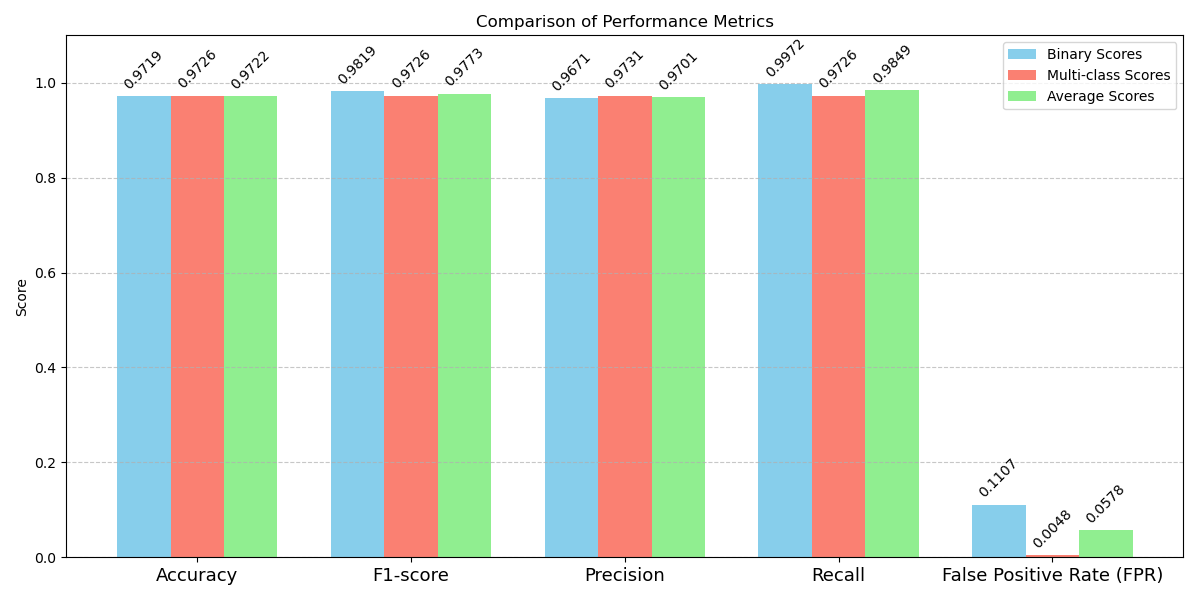 Comparison of Performance Metrics
Binary Scores
Multi-class Scores
Average Scores
Score
1.0
0.8
0.6
0.4
0.2
0.0
0.9719
0.9726
0.9722
0.9819
0.9726
0.9773
0.9671
0.9731
0.9701
0.9972
0.9726
0.9849
0.1107
0.0048
0.0578
Accuracy
F1-score
Precision
Recall
False Positive Rate (FPR)